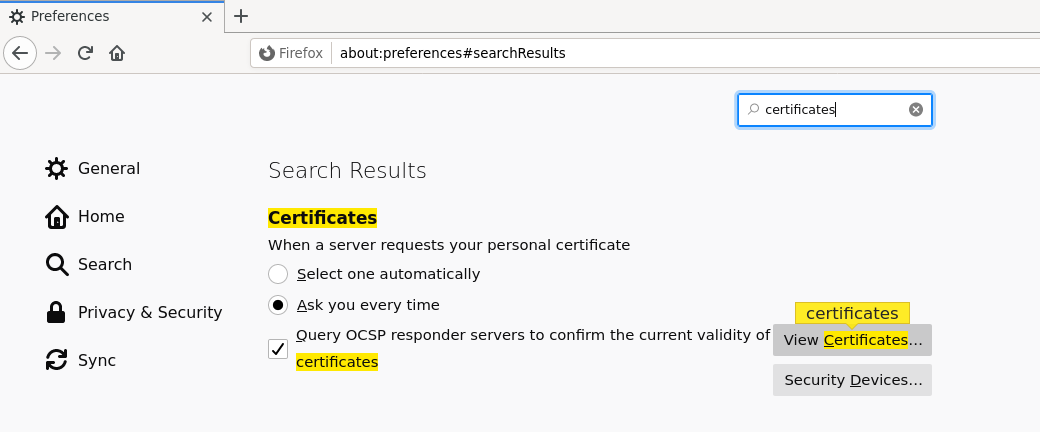 Preferences
Firefox about:preferences#searchResults
certificates
General
Home
Search
Privacy & Security
Sync
Search Results
Certificates
When a server requests your personal certificate
Select one automatically
Ask you every time
Query OCSP responder servers to confirm the current validity of
certificates
certificates
View Certificates...
Security Devices...